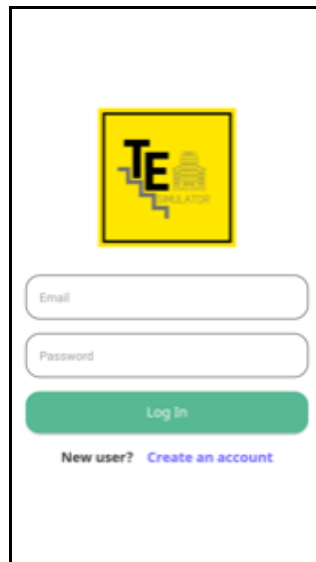 TE
SIMULATOR
Email
Password
Log In
New user? Create an account